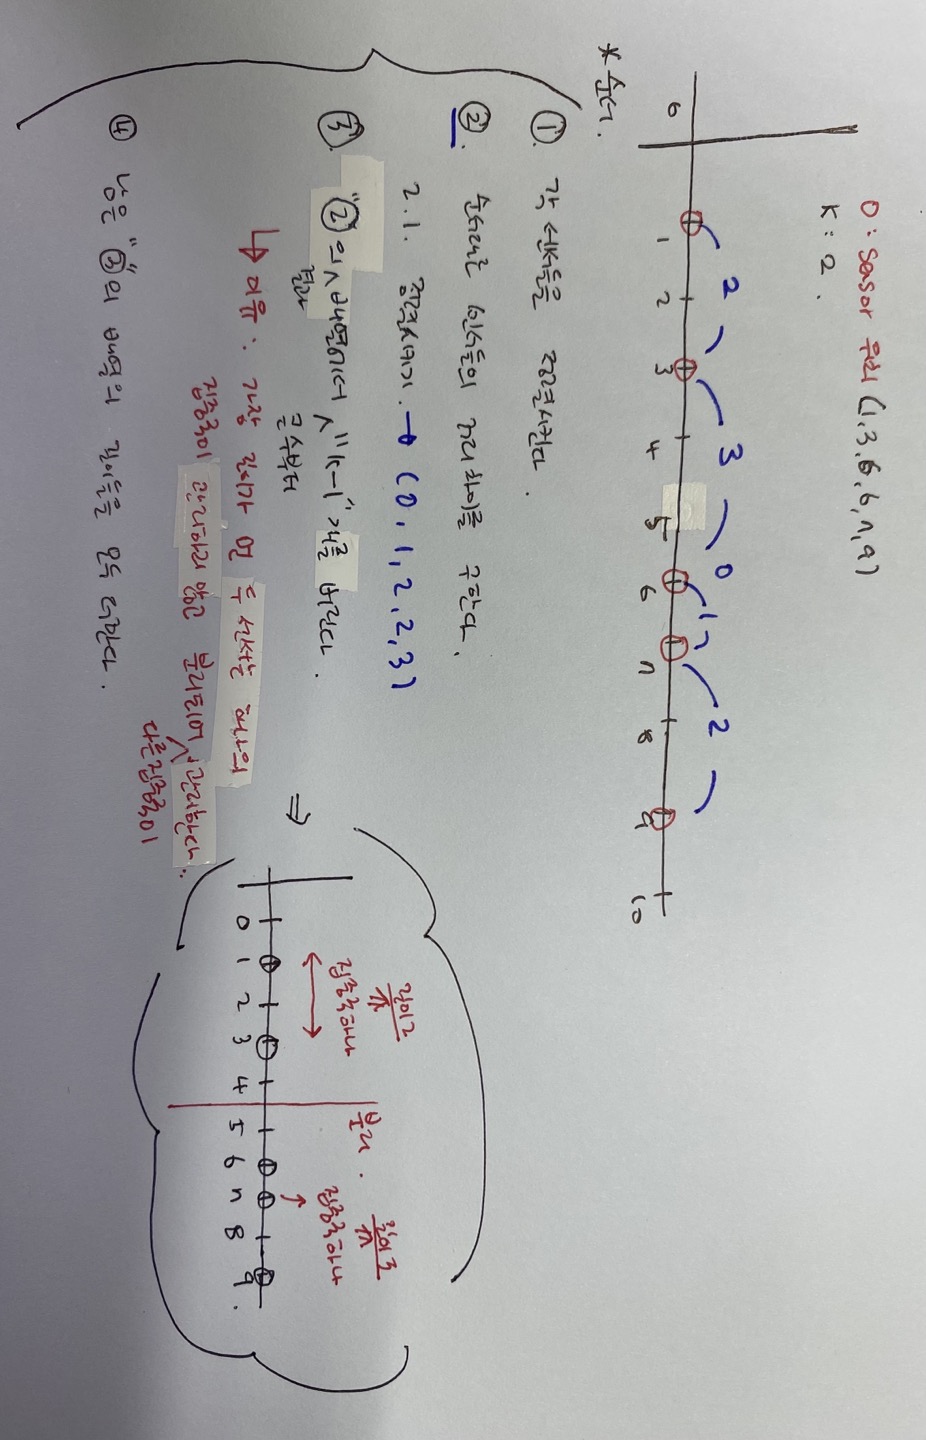 O : Sensor 위치 (1, 3, 6, 6, 7, 9)
K : 2 .
2 3 0 1 2
0 1 2 3 4 5 6 7 8 9 10
* 순서.
①. 각 센서들을 정렬시킨다.
②. 순서대로 센서들의 거리 차이를 구한다.
2.1. 정렬시키기. → (0, 1, 2, 2, 3)
③. "②"의 결과 배열에서 큰 수부터 "k-1"개를 버린다.
↳ 이유 : 가장 길이가 먼 두 센서는 하나의
집중국이 관리하지 않고 분리되어 다른 집중국이 관리한다..
④ 남은 "③"의 배열의 길이들을 모두 더한다.
⇒
길이 2
집중국 하나
분리.
길이 3
집중국 하나
0 1 2 3 4 5 6 7 8 9.